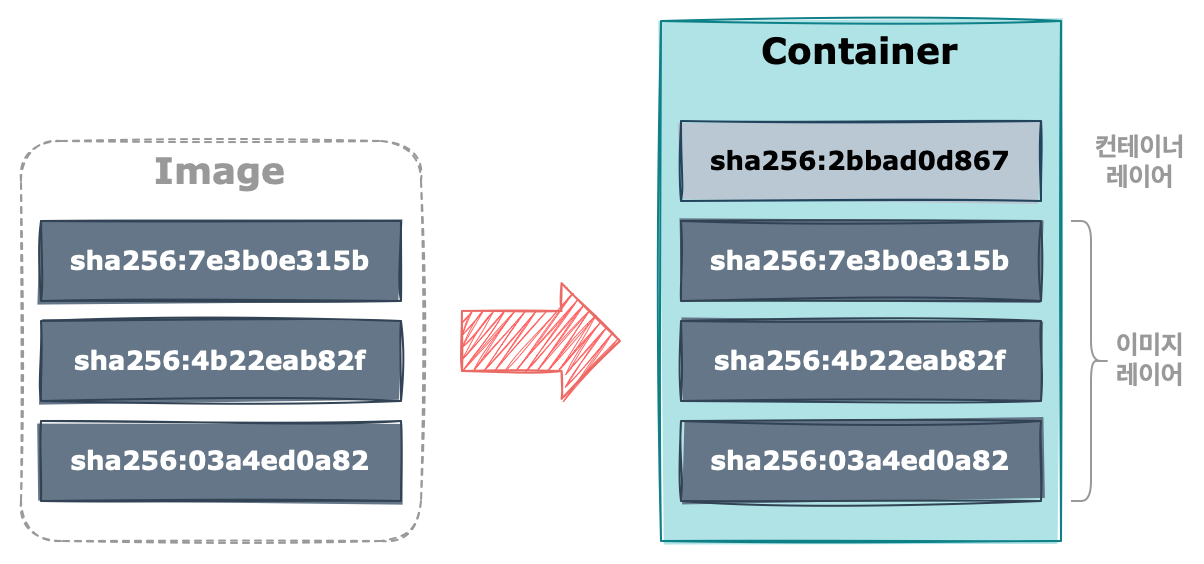 Image
sha256:7e3b0e315b
sha256:4b22eab82f
sha256:03a4ed0a82
Container
sha256:2bbad0d867
sha256:7e3b0e315b
sha256:4b22eab82f
sha256:03a4ed0a82
컨테이너
레이어
이미지
레이어